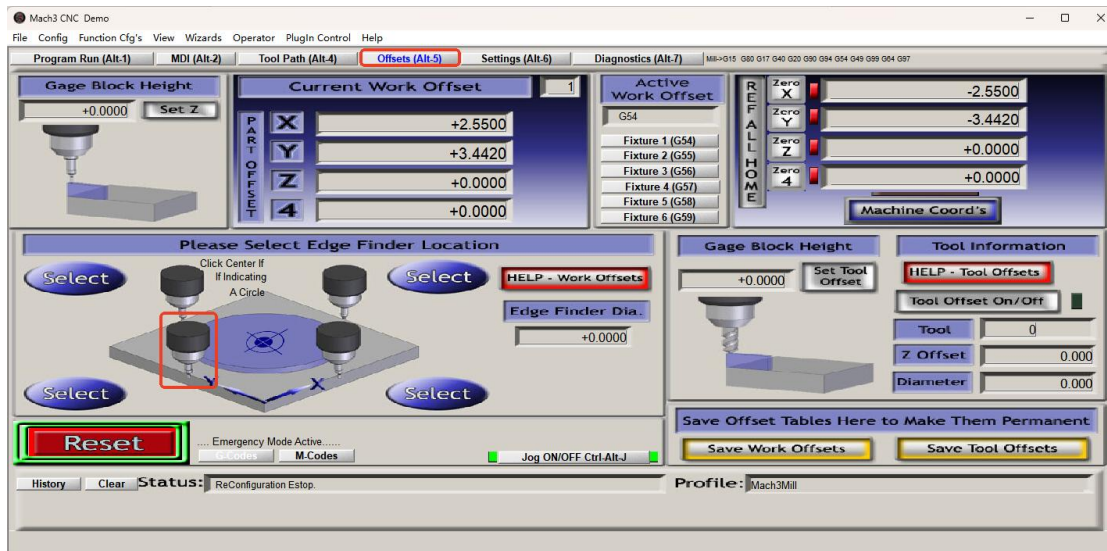 Mach3 CNC Demo
File Config Function Cfg's View Wizards Operator PlugIn Control Help
Program Run (Alt-1) MDI (Alt-2) Tool Path (Alt-4) Offsets (Alt-5) Settings (Alt-6) Diagnostics (Alt-7) Mill->G15 G80 G17 G40 G20 G90 G94 G54 G49 G99 G64 G97
Gage Block Height
+0.0000 Set Z
Current Work Offset 1
PART OFFSET
X +2.5500
Y +3.4420
Z +0.0000
4 +0.0000
Active
Work Offset
G54
Fixture 1 (G54)
Fixture 2 (G55)
Fixture 3 (G56)
Fixture 4 (G57)
Fixture 5 (G58)
Fixture 6 (G59)
REF ALL HOME
Zero X -2.5500
Zero Y -3.4420
Zero Z +0.0000
Zero 4 +0.0000
Machine Coord's
Please Select Edge Finder Location
Select
Click Center If
If Indicating
A Circle
Select
HELP - Work Offsets
Edge Finder Dia.
+0.0000
Y X
Select
Select
Gage Block Height
+0.0000 Set Tool
Offset
Tool Information
HELP - Tool Offsets
Tool Offset On/Off
Tool 0
Z Offset 0.000
Diameter 0.000
Reset
.... Emergency Mode Active......
G-Codes M-Codes
Jog ON/OFF Ctrl-Alt-J
Save Offset Tables Here to Make Them Permanent
Save Work Offsets Save Tool Offsets
History Clear Status: ReConfiguration Estop. Profile: Mach3Mill